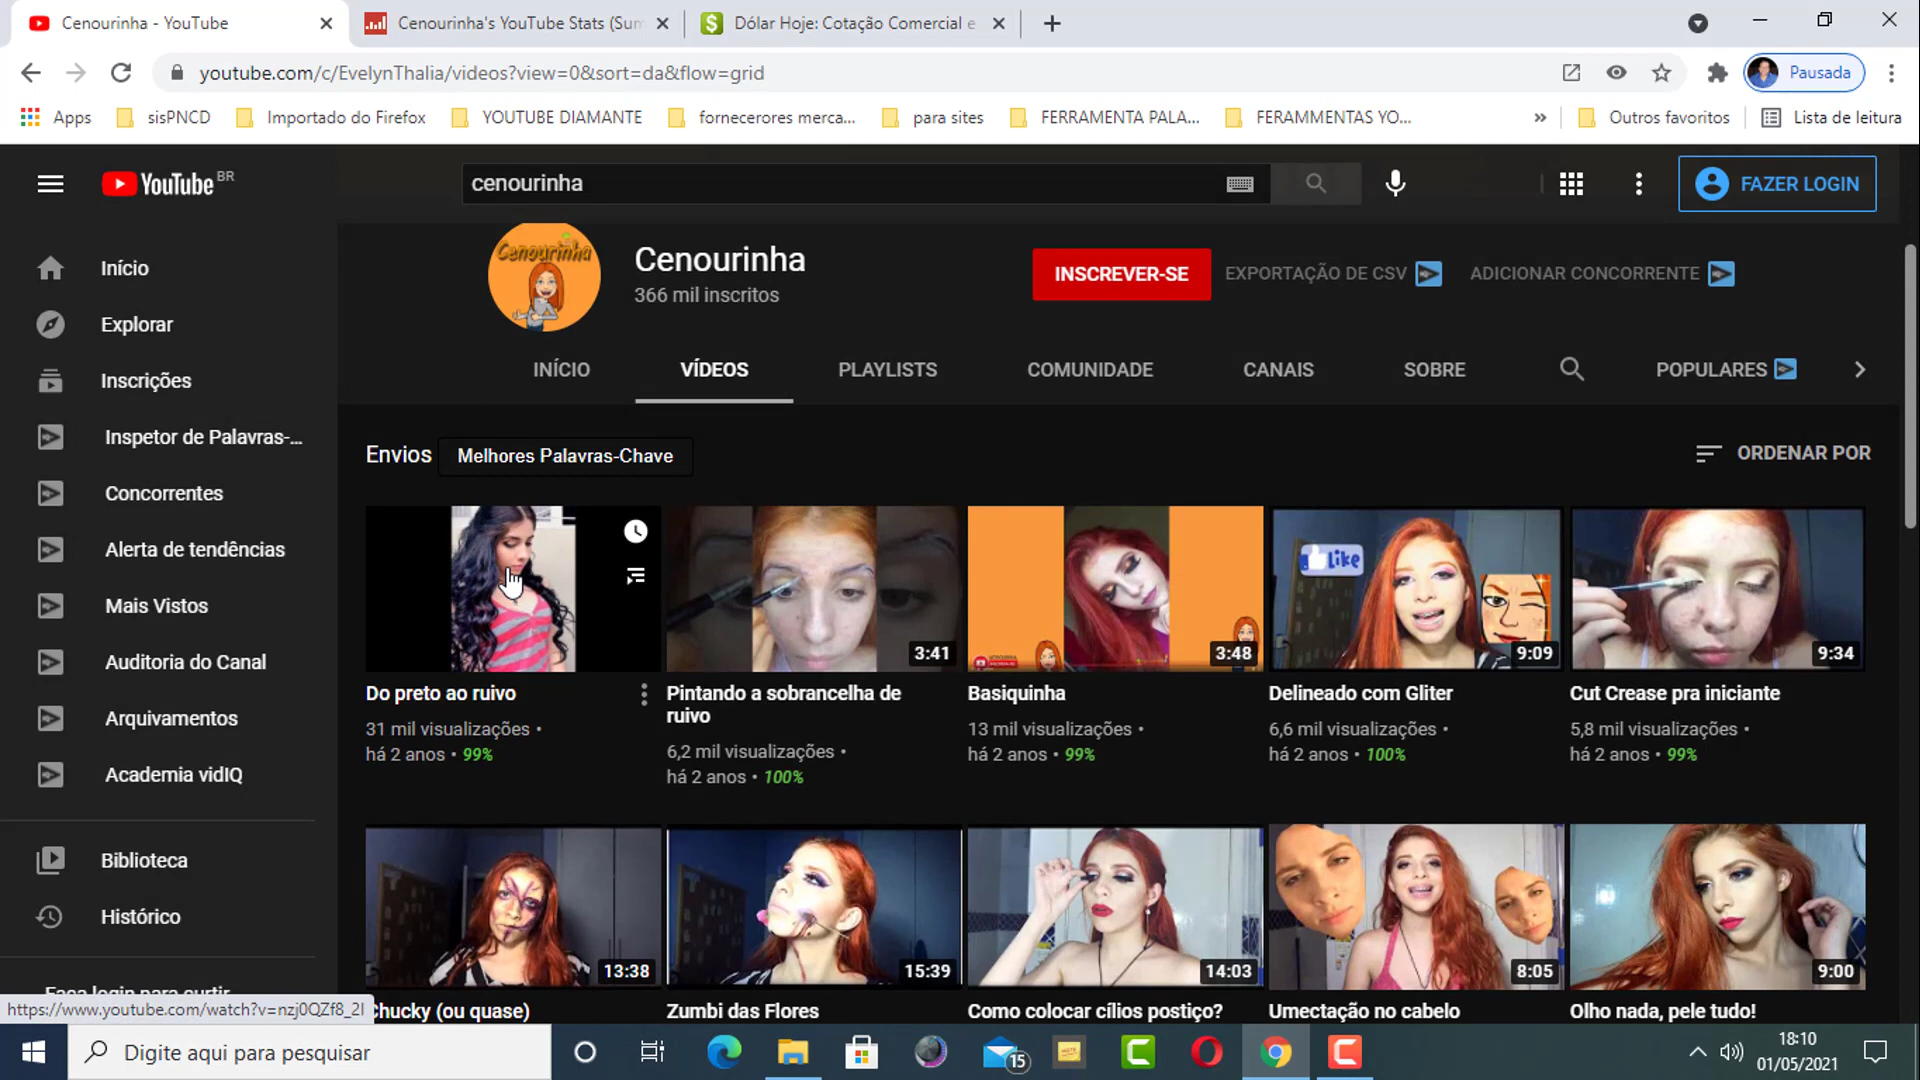 Cenourinha - YouTube
Cenourinha's YouTube Stats (Sum
Dólar Hoje: Cotação Comercial e
youtube.com/c/EvelynThalia/videos?view=0&sort=da&flow=grid
Pausada
Apps
sisPNCD
Importado do Firefox
YOUTUBE DIAMANTE
fornecerores merca...
para sites
FERRAMENTA PALA...
FERAMMENTAS YO...
»
Outros favoritos
Lista de leitura
YouTube BR
cenourinha
FAZER LOGIN
Início
Explorar
Inscrições
Inspetor de Palavras-...
Concorrentes
Alerta de tendências
Mais Vistos
Auditoria do Canal
Arquivamentos
Academia vidIQ
Biblioteca
Histórico
Faça login para curtir
Cenourinha
Cenourinha
366 mil inscritos
INSCREVER-SE
EXPORTAÇÃO DE CSV
ADICIONAR CONCORRENTE
INÍCIO
VÍDEOS
PLAYLISTS
COMUNIDADE
CANAIS
SOBRE
POPULARES
Envios
Melhores Palavras-Chave
ORDENAR POR
3:41
3:48
Like
9:09
9:34
Do preto ao ruivo
31 mil visualizações •
há 2 anos • 99%
Pintando a sobrancelha de
ruivo
6,2 mil visualizações •
há 2 anos • 100%
Basiquinha
13 mil visualizações •
há 2 anos • 99%
Delineado com Gliter
6,6 mil visualizações •
há 2 anos • 100%
Cut Crease pra iniciante
5,8 mil visualizações •
há 2 anos • 99%
13:38
15:39
14:03
8:05
9:00
Chucky (ou quase)
Zumbi das Flores
Como colocar cílios postiço?
Umectação no cabelo
Olho nada, pele tudo!
https://www.youtube.com/watch?v=nzj0QZf8_2I
Digite aqui para pesquisar
15
18:10
01/05/2021